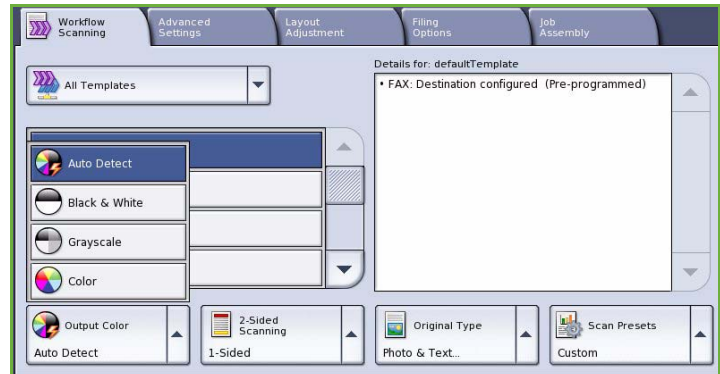 Workflow
Scanning
Advanced
Settings
Layout
Adjustment
Filing
Options
Job
Assembly
All Templates
Details for: defaultTemplate
• FAX: Destination configured (Pre-programmed)
Auto Detect
Black & White
Grayscale
Color
Output Color
Auto Detect
2-Sided
Scanning
1-Sided
Original Type
Photo & Text...
Scan Presets
Custom